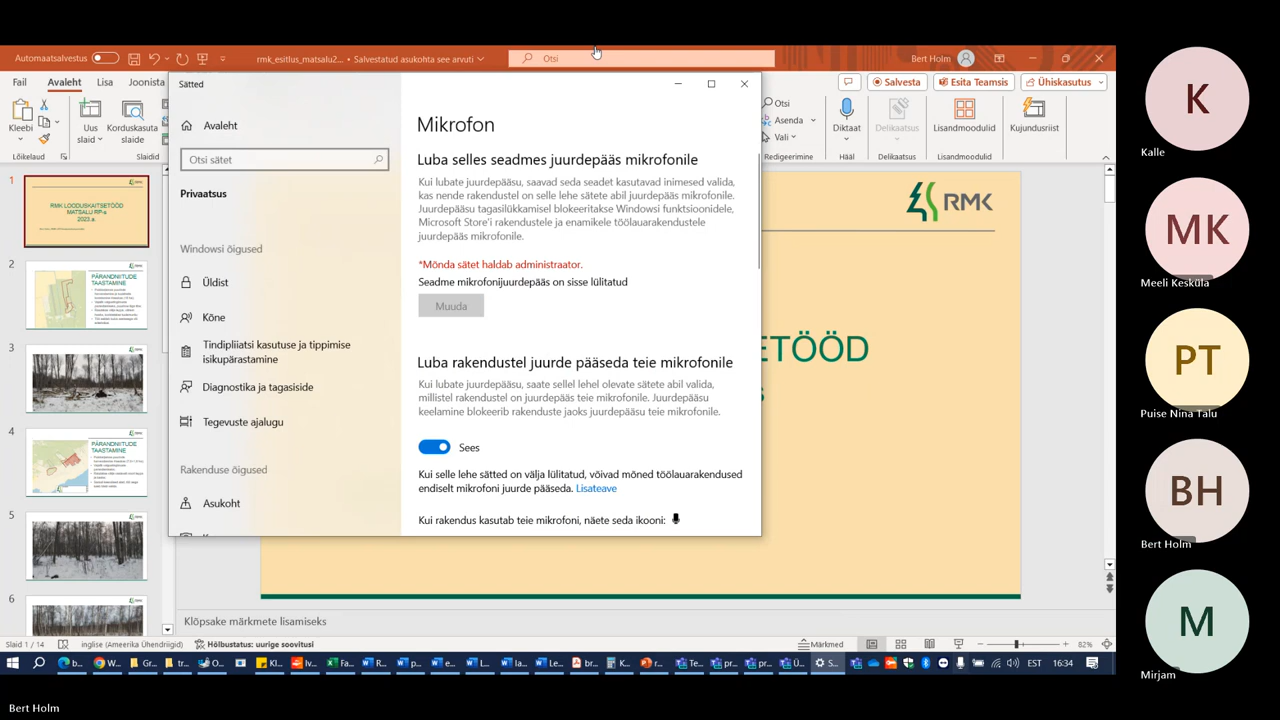 Automaatsalvestus
rmk_esitlus_matsalu2... • Salvestatud asukohta see arvuti
Otsi
Bert Holm
Fail
Avaleht
Lisa
Joonista
Salvesta
Esita Teamsis
Ühiskasutus
Kleebi
Lõikelaud
Uus slaid
Korduskasuta slaide
Slaidid
Otsi
Asenda
Vali
Redigeerimine
Diktaat
Hääl
Delikaatsus
Delikaatsus
Lisandmoodulid
Lisandmoodulid
Kujundusriist
Sätted
Avaleht
Otsi sätet
Privaatsus
Windowsi õigused
Üldist
Kõne
Tindipliiatsi kasutuse ja tippimise
isikupärastamine
Diagnostika ja tagasiside
Tegevuste ajalugu
Rakenduse õigused
Asukoht
Mikrofon
Luba selles seadmes juurdepääs mikrofonile
Kui lubate juurdepääsu, saavad seda seadet kasutavad inimesed valida,
kas nende rakendustel on selle lehe sätete abil juurdepääs mikrofonile.
Juurdepääsu tagasilükkamisel blokeeritakse Windowsi funktsioonidele,
Microsoft Store'i rakendustele ja enamikele töölauarakendustele
juurdepääs mikrofonile.
*Mõnda sätet haldab administraator.
Seadme mikrofonijuurdepääs on sisse lülitatud
Muuda
Luba rakendustel juurde pääseda teie mikrofonile
Kui lubate juurdepääsu, saate sellel lehel olevate sätete abil valida,
millistel rakendustel on juurdepääs teie mikrofonile. Juurdepääsu
keelamine blokeerib rakenduste jaoks juurdepääsu teie mikrofonile.
Sees
Kui selle lehe sätted on välja lülitatud, võivad mõned töölauarakendused
endiselt mikrofoni juurde pääseda. Lisateave
Kui rakendus kasutab teie mikrofoni, näete seda ikooni:
1
RMK LOODUSKAITSETÖÖD
MATSALU RP-s
2023.a.
2
PÄRANDNIITUDE
TAASTAMINE
3
4
PÄRANDNIITUDE
TAASTAMINE
5
6
RMK
ETÖÖD
Klõpsake märkmete lisamiseks
Slaid 1 / 14
inglise (Ameerika Ühendriigid)
Hõlbustatus: uurige soovitusi
Märkmed
82%
EST
16:34
K
Kalle
MK
Meeli Kesküla
PT
Puise Nina Talu
BH
Bert Holm
M
Mirjam
Bert Holm